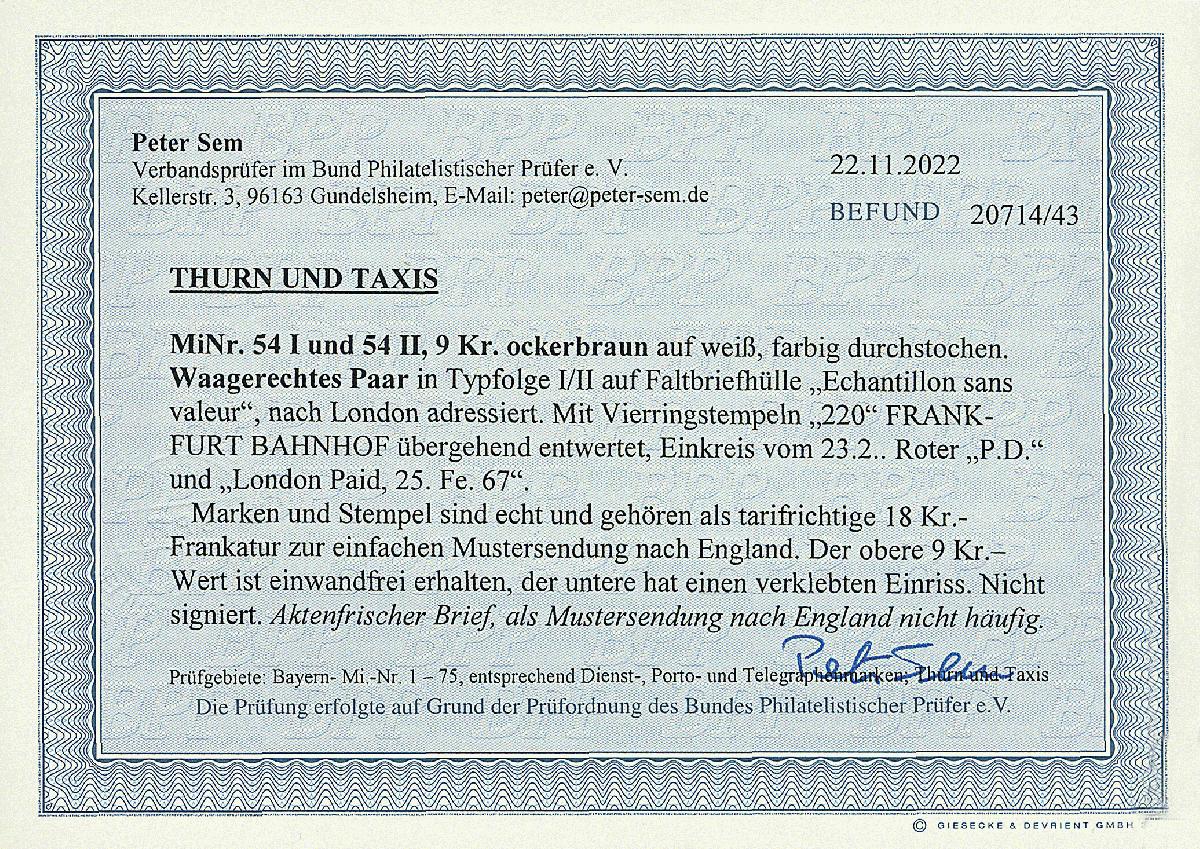 Peter Sem
Verbandsprüfer im Bund Philatelistischer Prüfer e. V.
Kellerstr. 3, 96163 Gundelsheim, E-Mail: peter@peter-sem.de
22.11.2022
BEFUND 20714/43
THURN UND TAXIS
MiNr. 54 I und 54 II, 9 Kr. ockerbraun auf weiß, farbig durchstochen.
Waagerechtes Paar in Typfolge I/II auf Faltbriefhülle „Echantillon sans
valeur“, nach London adressiert. Mit Vierringstempeln „220“ FRANK-
FURT BAHNHOF übergehend entwertet, Einkreis vom 23.2.. Roter „P.D.“
und „London Paid, 25. Fe. 67“.
Marken und Stempel sind echt und gehören als tarifrichtige 18 Kr.-
Frankatur zur einfachen Mustersendung nach England. Der obere 9 Kr.–
Wert ist einwandfrei erhalten, der untere hat einen verklebten Einriss. Nicht
signiert. Aktenfrischer Brief, als Mustersendung nach England nicht häufig.
Peter Sem
Prüfgebiete: Bayern- Mi.-Nr. 1 – 75, entsprechend Dienst-, Porto- und Telegraphenmarken; Thurn und Taxis
Die Prüfung erfolgte auf Grund der Prüfordnung des Bundes Philatelistischer Prüfer e.V.
© GIESECKE & DEVRIENT GMBH